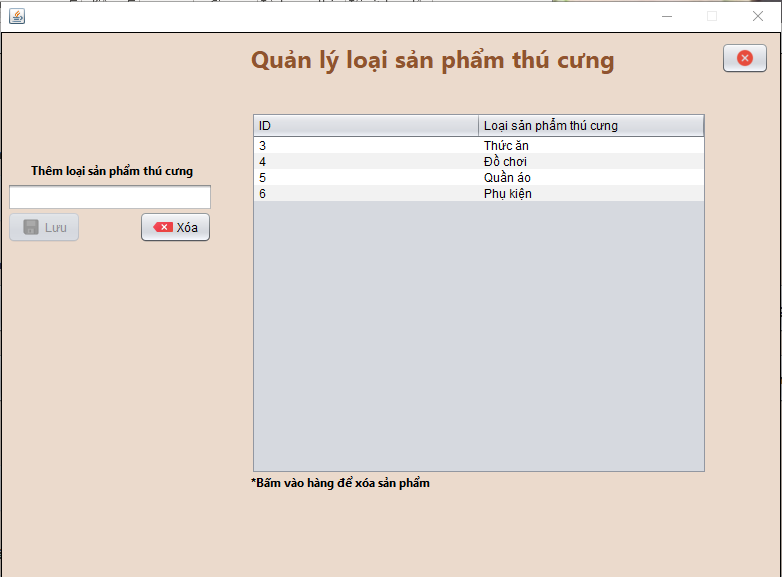 Quản lý loại sản phẩm thú cưng
Thêm loại sản phẩm thú cưng
Lưu
Xóa
ID Loại sản phẩm thú cưng
3 Thức ăn
4 Đồ chơi
5 Quần áo
6 Phụ kiện
*Bấm vào hàng để xóa sản phẩm